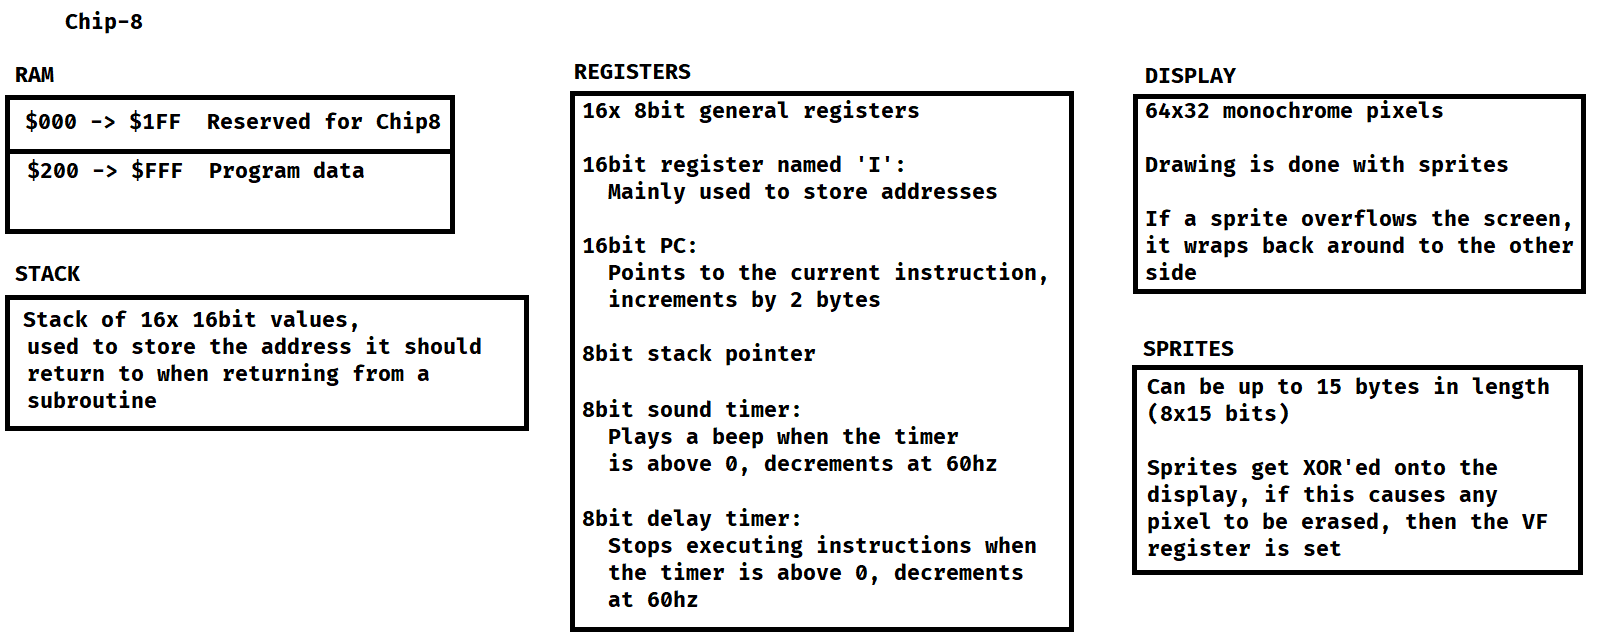 Chip-8
RAM
$000 -> $1FF  Reserved for Chip8
$200 -> $FFF  Program data
STACK
Stack of 16x 16bit values,
used to store the address it should
return to when returning from a
subroutine
REGISTERS
16x 8bit general registers
16bit register named 'I':
Mainly used to store addresses
16bit PC:
Points to the current instruction,
increments by 2 bytes
8bit stack pointer
8bit sound timer:
Plays a beep when the timer
is above 0, decrements at 60hz
8bit delay timer:
Stops executing instructions when
the timer is above 0, decrements
at 60hz
DISPLAY
64x32 monochrome pixels
Drawing is done with sprites
If a sprite overflows the screen,
it wraps back around to the other
side
SPRITES
Can be up to 15 bytes in length
(8x15 bits)
Sprites get XOR'ed onto the
display, if this causes any
pixel to be erased, then the VF
register is set